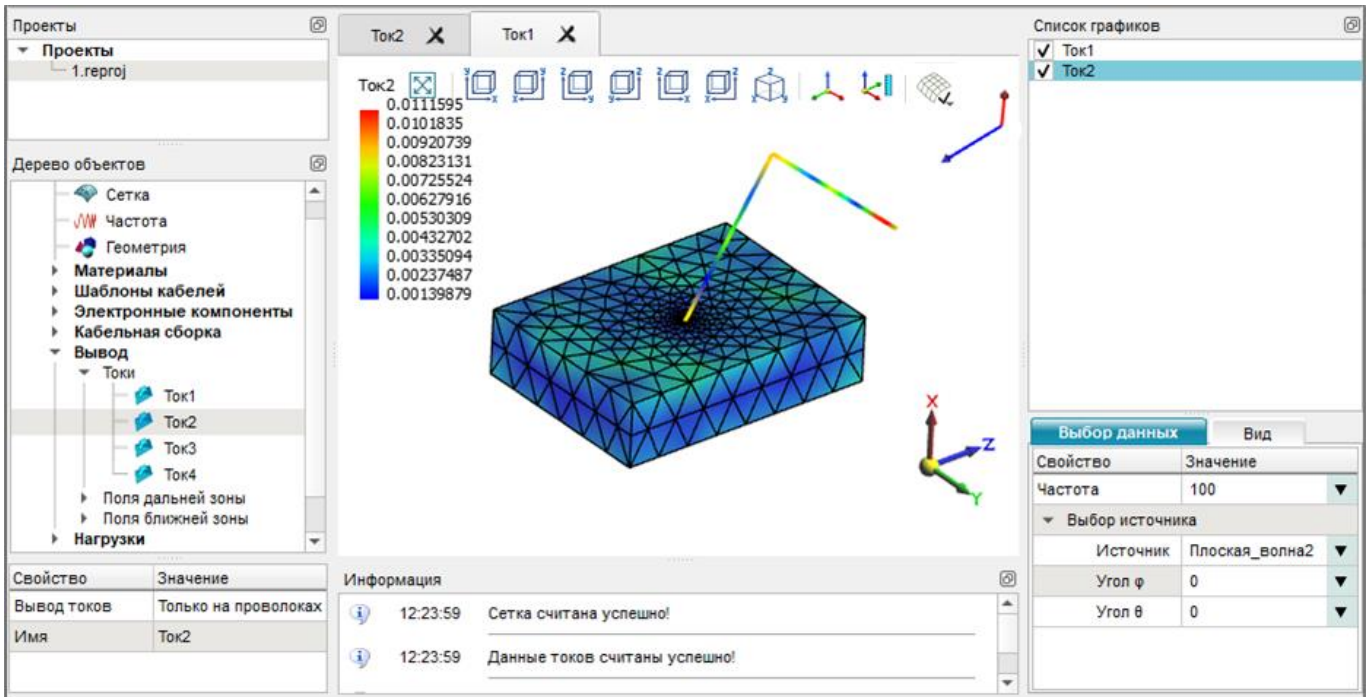 Проекты
Проекты
1.reproj
Дерево объектов
Сетка
Частота
Геометрия
Материалы
Шаблоны кабелей
Электронные компоненты
Кабельная сборка
Вывод
Токи
Ток1
Ток2
Ток3
Ток4
Поля дальней зоны
Поля ближней зоны
Нагрузки
Свойство Значение
Вывод токов Только на проволоках
Имя Ток2
Ток2 Ток1
Ток2
0.0111595
0.0101835
0.00920739
0.00823131
0.00725524
0.00627916
0.00530309
0.00432702
0.00335094
0.00237487
0.00139879
X
Z
Y
Информация
12:23:59 Сетка считана успешно!
12:23:59 Данные токов считаны успешно!
Список графиков
Ток1
Ток2
Выбор данных Вид
Свойство Значение
Частота 100
Выбор источника
Источник Плоская_волна2
Угол φ 0
Угол θ 0